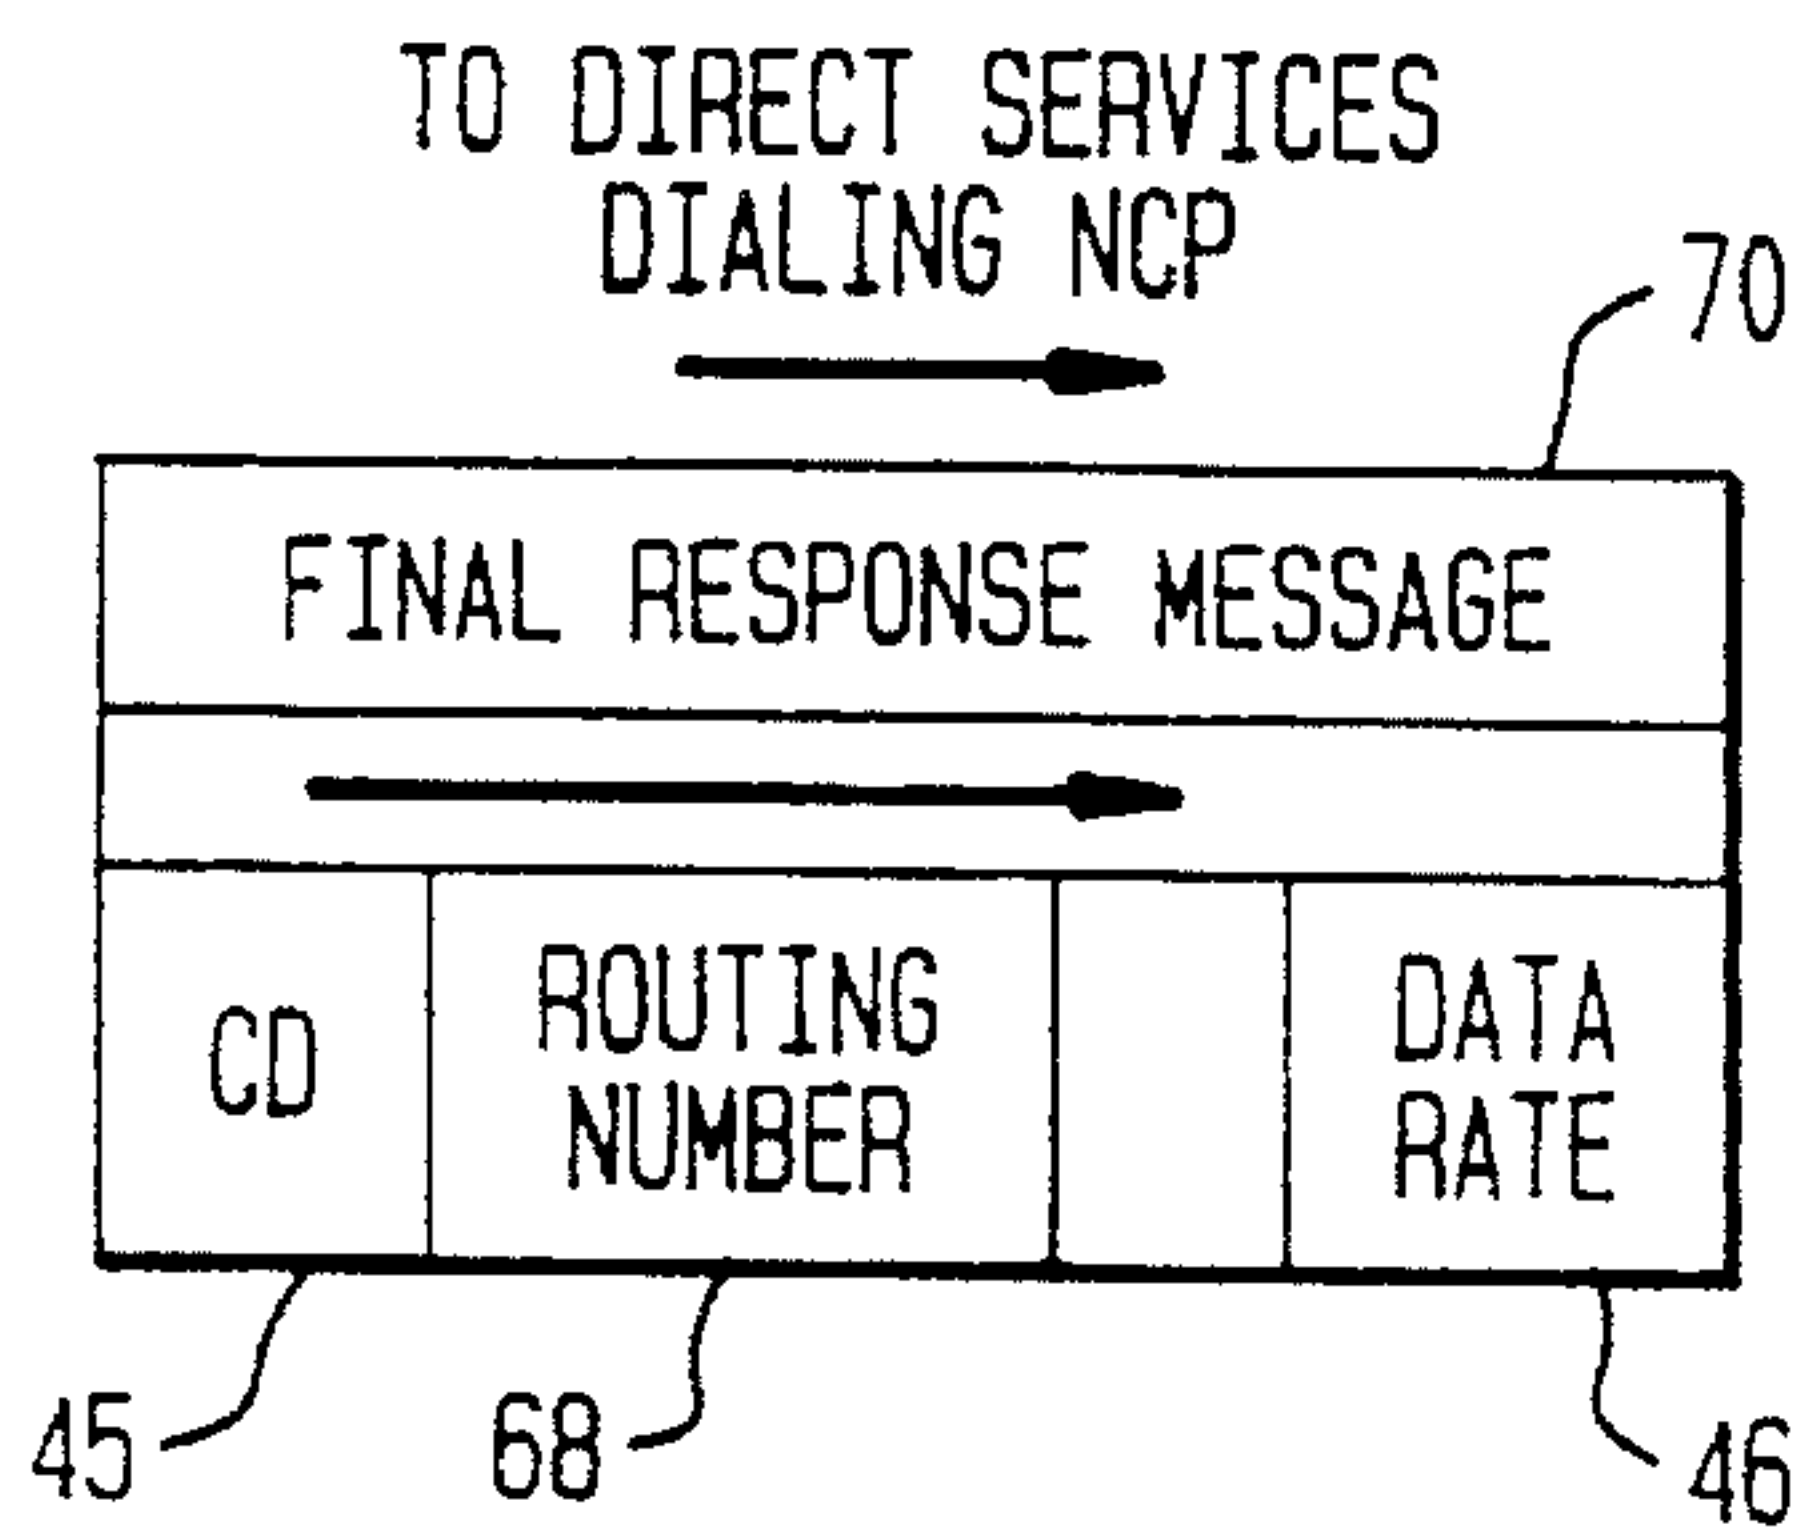 TO DIRECT SERVICES
DIALING NCP
70
FINAL RESPONSE MESSAGE
CD
ROUTING
NUMBER
DATA
RATE
45
68
46